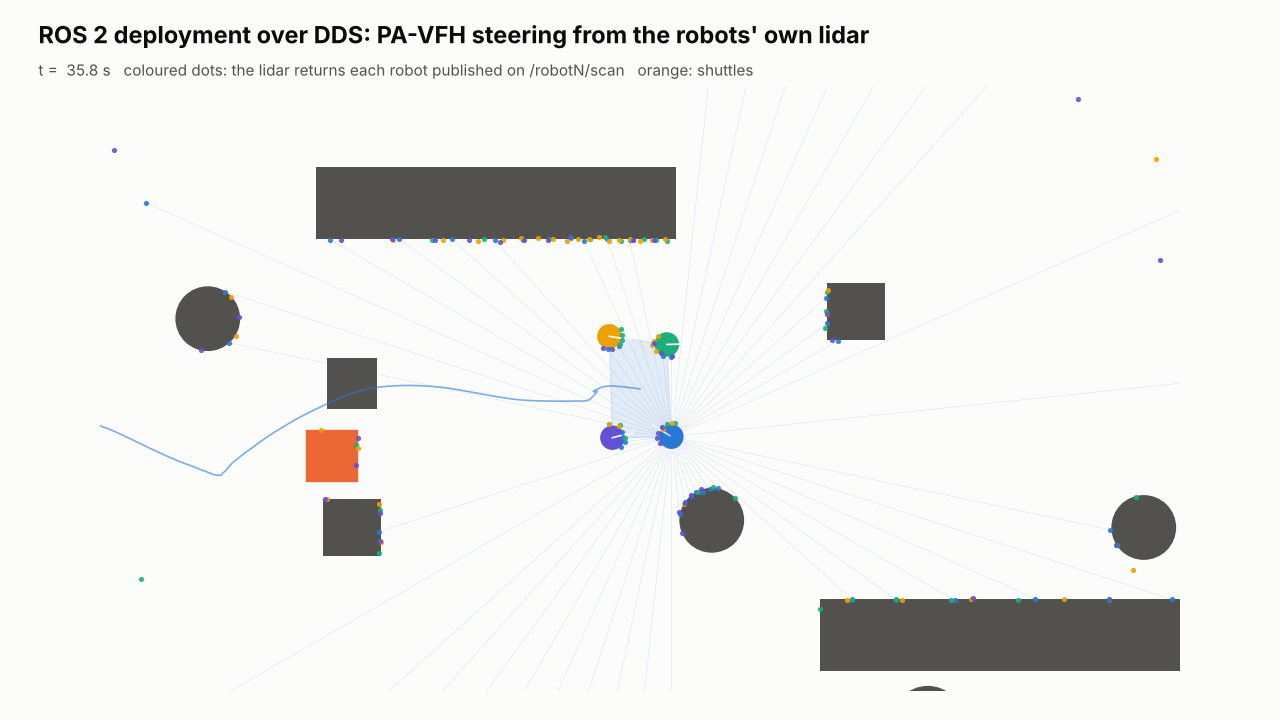 ROS 2 deployment over DDS: PA-VFH steering from the robots' own lidar
t =  35.8 s   coloured dots: the lidar returns each robot published on /robotN/scan   orange: shuttles